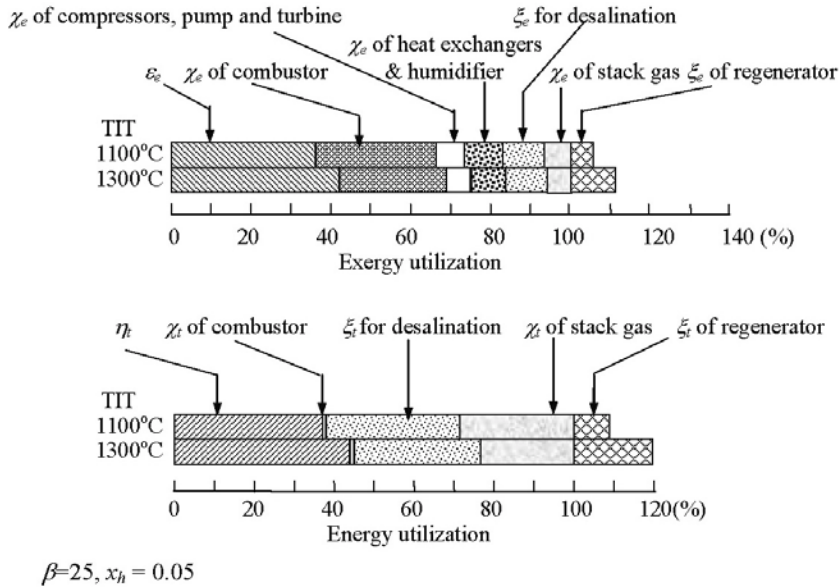 χe of compressors, pump and turbine
ξe for desalination
χe of heat exchangers
& humidifier
εe
χe of combustor
χe of stack gas
ξe of regenerator
TIT
1100°C
1300°C
0 20 40 60 80 100 120 140 (%)
Exergy utilization
ηt
χt of combustor
ξt for desalination
χt of stack gas
ξt of regenerator
TIT
1100°C
1300°C
0 20 40 60 80 100 120(%)
Energy utilization
β=25, xh = 0.05